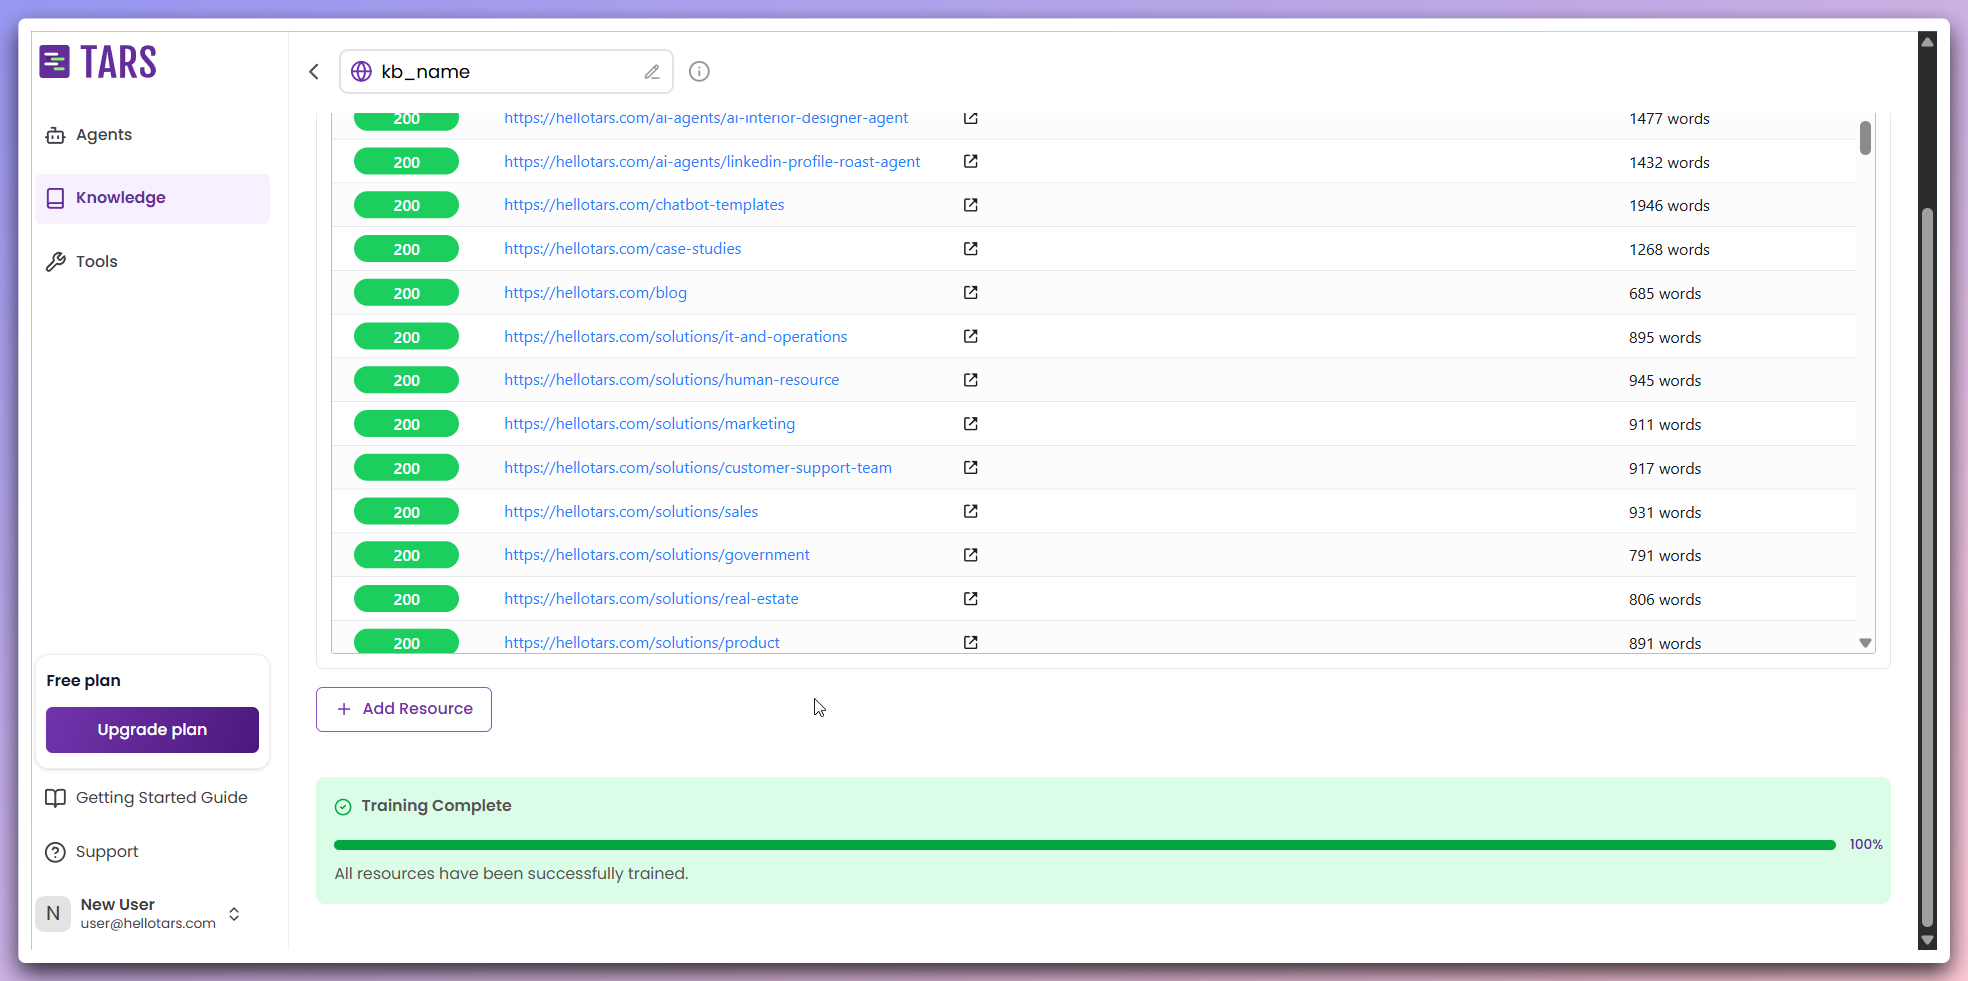 TARS
kb_name
Agents
Knowledge
Tools
200 https://hellotars.com/ai-agents/ai-interior-designer-agent 1477 words
200 https://hellotars.com/ai-agents/linkedin-profile-roast-agent 1432 words
200 https://hellotars.com/chatbot-templates 1946 words
200 https://hellotars.com/case-studies 1268 words
200 https://hellotars.com/blog 685 words
200 https://hellotars.com/solutions/it-and-operations 895 words
200 https://hellotars.com/solutions/human-resource 945 words
200 https://hellotars.com/solutions/marketing 911 words
200 https://hellotars.com/solutions/customer-support-team 917 words
200 https://hellotars.com/solutions/sales 931 words
200 https://hellotars.com/solutions/government 791 words
200 https://hellotars.com/solutions/real-estate 806 words
200 https://hellotars.com/solutions/product 891 words
+ Add Resource
Training Complete
100%
All resources have been successfully trained.
Free plan
Upgrade plan
Getting Started Guide
Support
N
New User
user@hellotars.com